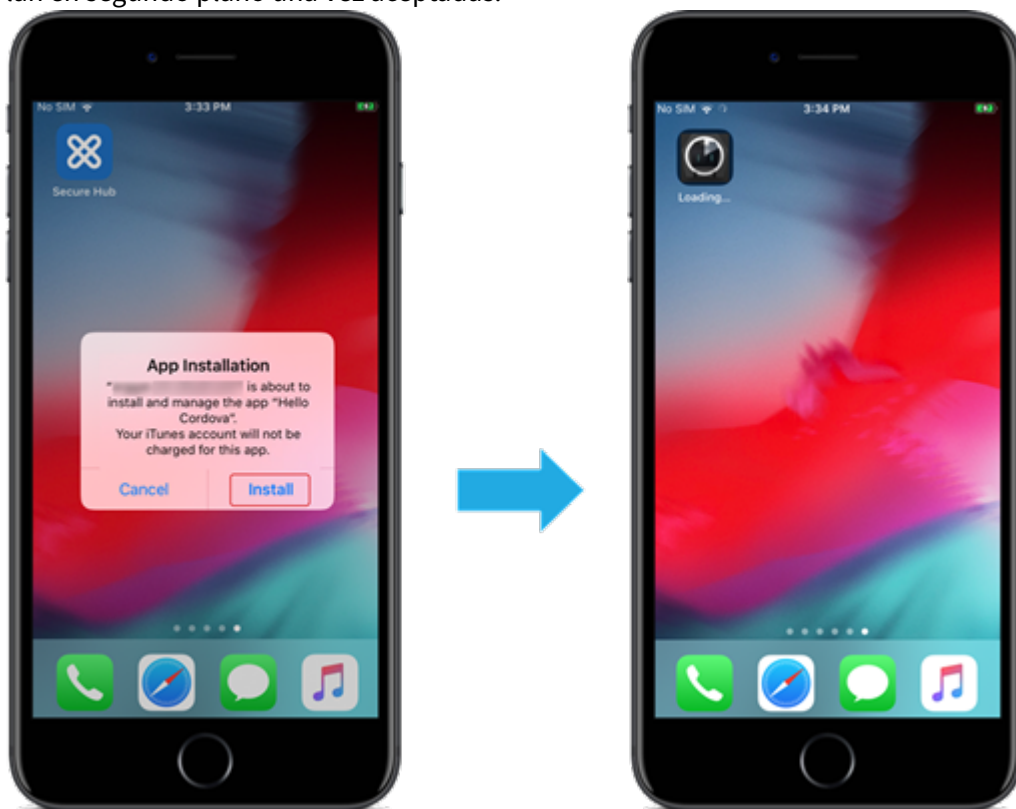 en segundo plano una vez aceptadas.
No SIM
3:33 PM
Secure Hub
App Installation
" is about to
install and manage the app "Hello
Cordova".
Your iTunes account will not be
charged for this app.
Cancel
Install
No SIM
3:34 PM
Loading...